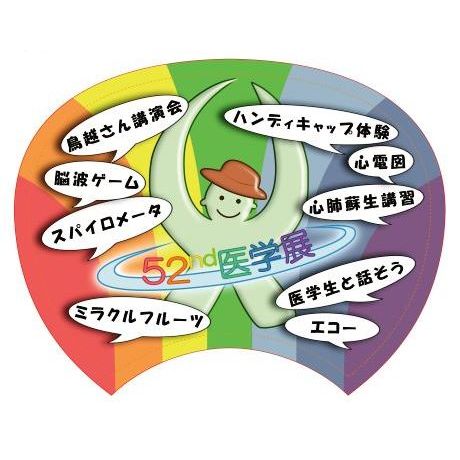 鳥越さん講演会
脳波ゲーム
スパイロメータ
ミラクルフルーツ
ハンディキャップ体験
心電図
心肺蘇生講習
医学生と話そう
エコー
52nd医学展